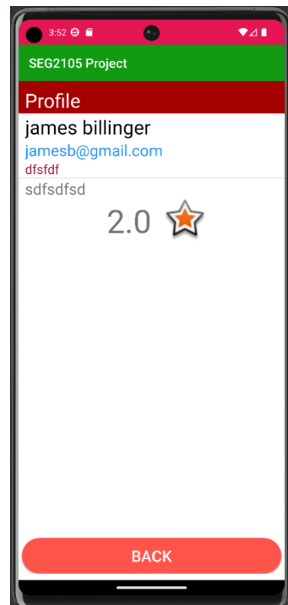 3:52
SEG2105 Project
Profile
james billinger
jamesb@gmail.com
dfsfdf
sdfsdfsd
2.0
BACK